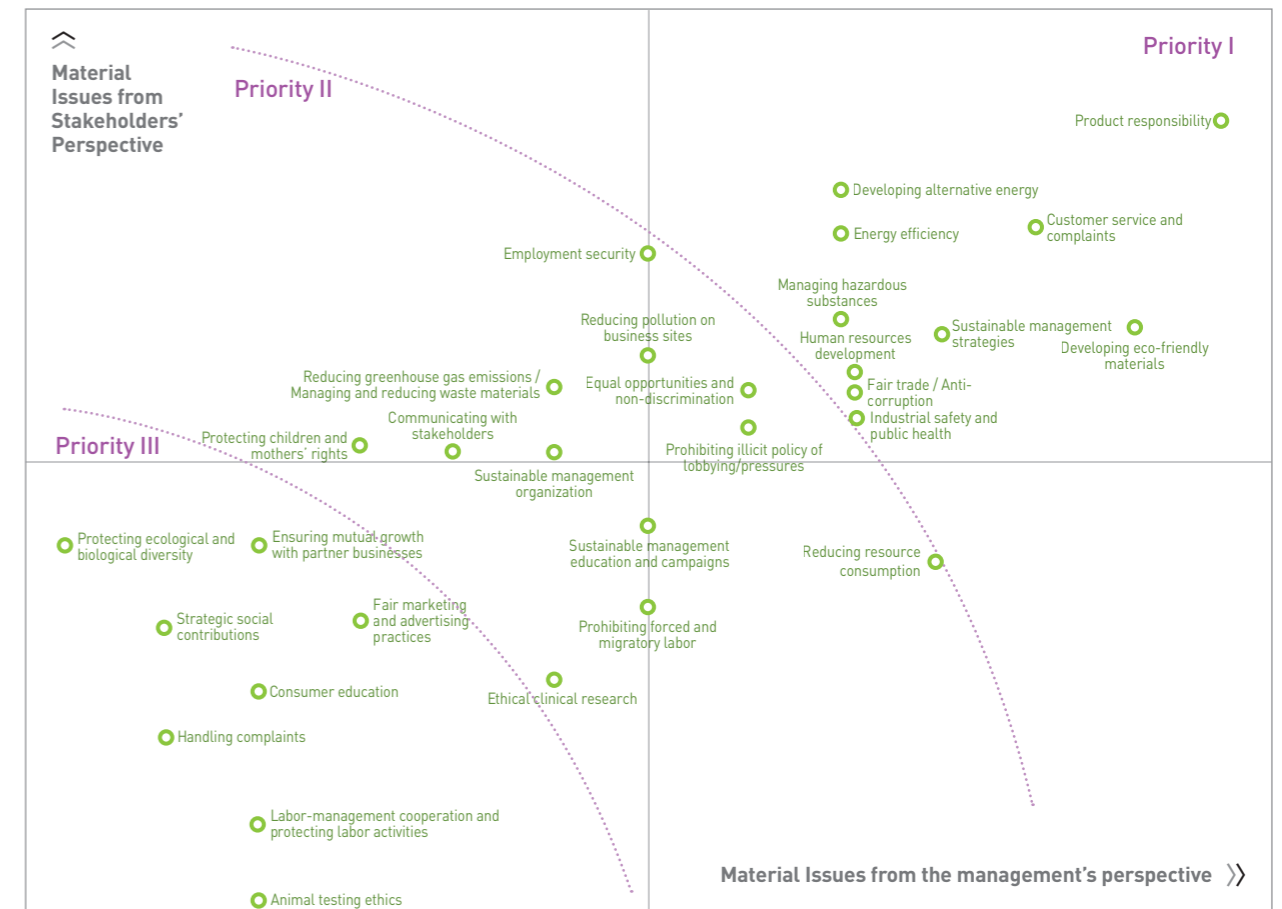 Material
Issues from
Stakeholders'
Perspective
Priority II
Priority I
Product responsibility
Developing alternative energy
Customer service and
complaints
Energy efficiency
Employment security
Managing hazardous
substances
Reducing pollution on
business sites
Sustainable management
strategies
Developing eco-friendly
materials
Human resources
development
Reducing greenhouse gas emissions /
Managing and reducing waste materials
Equal opportunities and
non-discrimination
Fair trade / Anti-
corruption
Industrial safety and
public health
Communicating with
stakeholders
Priority III
Protecting children and
mothers' rights
Prohibiting illicit policy of
lobbying/pressures
Sustainable management
organization
Protecting ecological and
biological diversity
Ensuring mutual growth
with partner businesses
Sustainable management
education and campaigns
Reducing resource
consumption
Strategic social
contributions
Fair marketing
and advertising
practices
Prohibiting forced and
migratory labor
Consumer education
Ethical clinical research
Handling complaints
Labor-management cooperation and
protecting labor activities
Material Issues from the management's perspective
Animal testing ethics